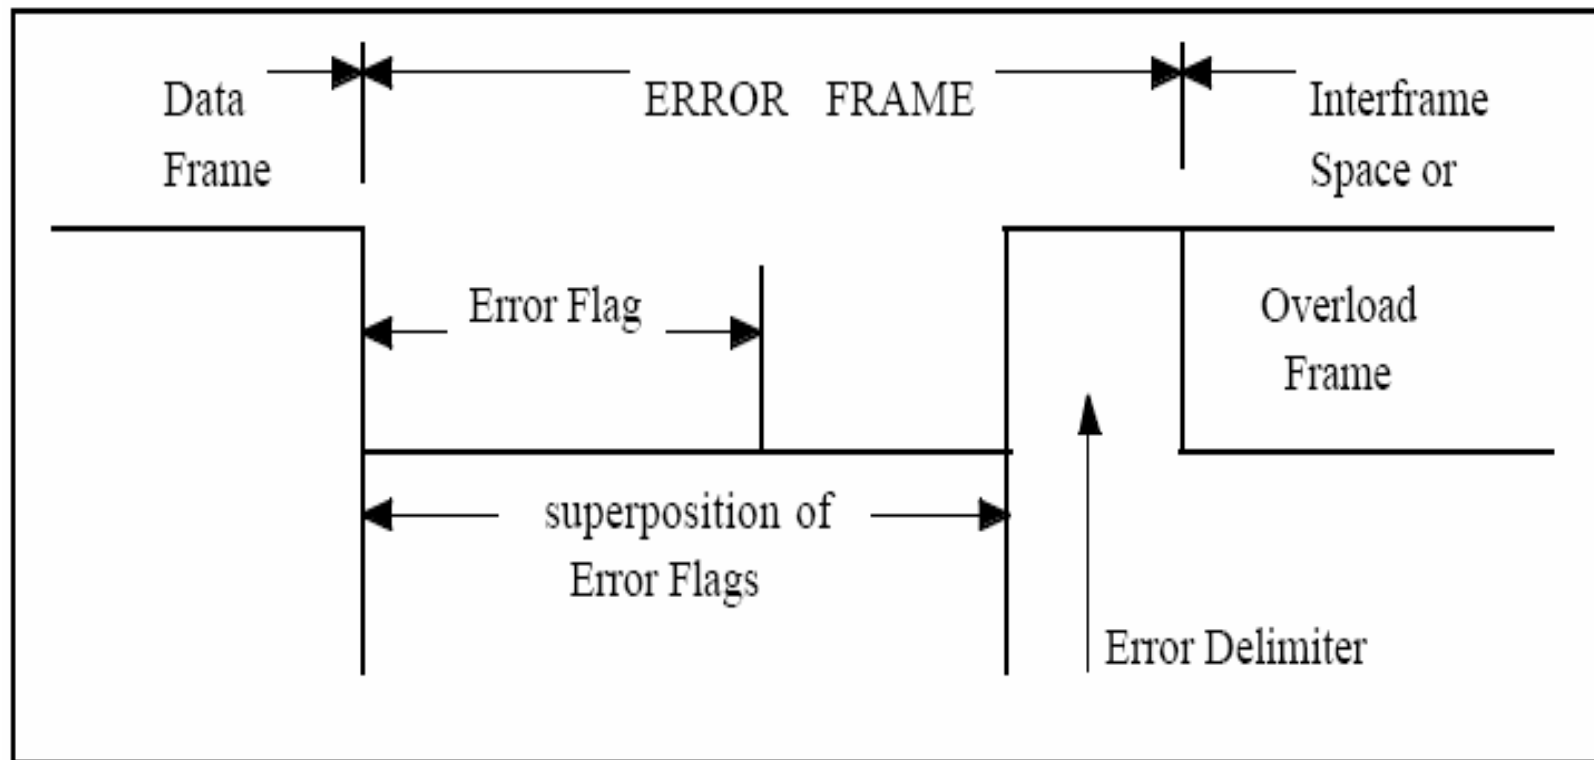 Data
Frame
ERROR FRAME
Interframe
Space or
Overload
Frame
Error Flag
superposition of
Error Flags
Error Delimiter